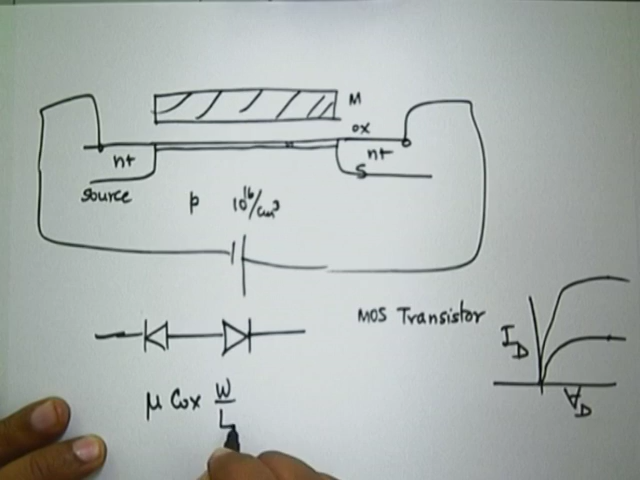 M
ox
n+ n+
Source S
p 10^16/cm^3
MOS Transistor
I_D
V_D
μ Cox W/L